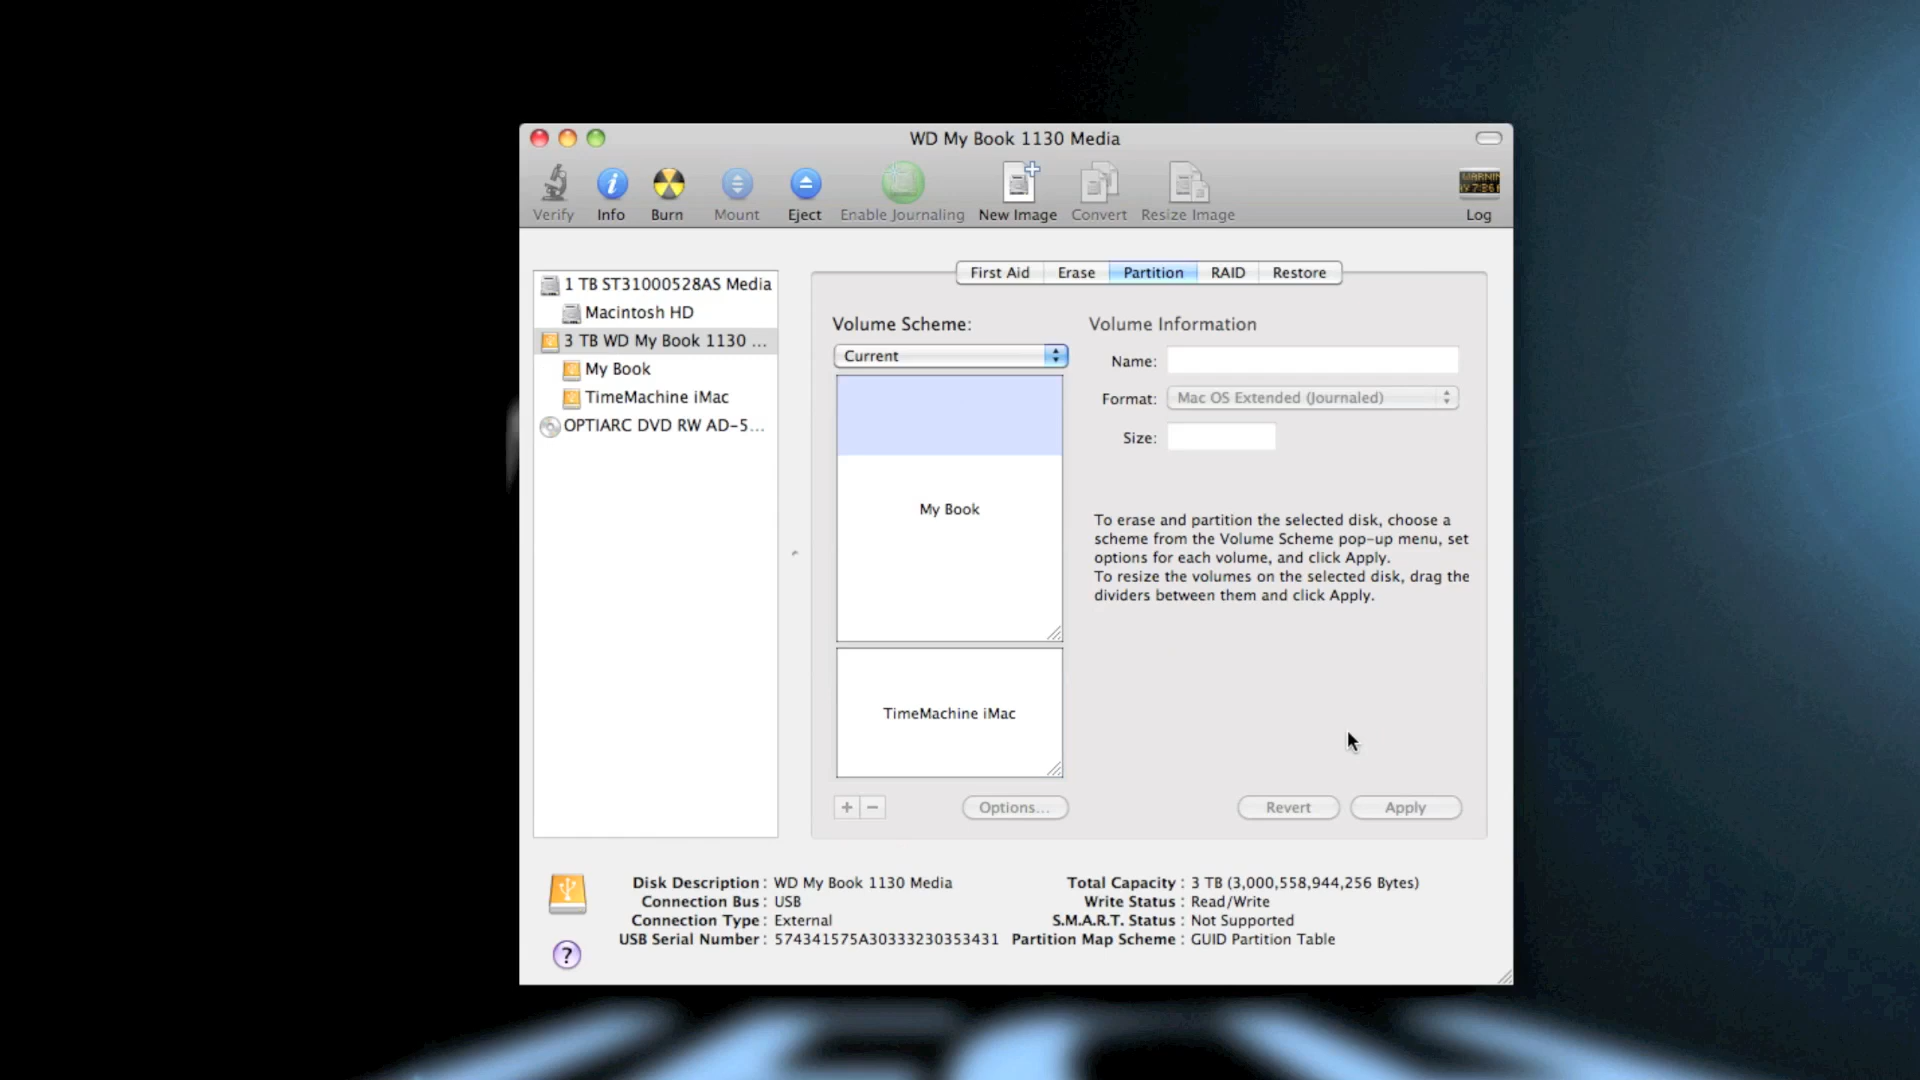 WD My Book 1130 Media
Verify
Info
Burn
Mount
Eject
Enable Journaling
New Image
Convert
Resize Image
Log
1 TB ST31000528AS Media
Macintosh HD
3 TB WD My Book 1130 ...
My Book
TimeMachine iMac
OPTIARC DVD RW AD-5...
First Aid
Erase
Partition
RAID
Restore
Volume Scheme:
Current
My Book
TimeMachine iMac
+
−
Options...
Volume Information
Name:
Format: Mac OS Extended (Journaled)
Size:
To erase and partition the selected disk, choose a
scheme from the Volume Scheme pop-up menu, set
options for each volume, and click Apply.
To resize the volumes on the selected disk, drag the
dividers between them and click Apply.
Revert
Apply
Disk Description : WD My Book 1130 Media
Connection Bus : USB
Connection Type : External
USB Serial Number : 574341575A30333230353431
Total Capacity : 3 TB (3,000,558,944,256 Bytes)
Write Status : Read/Write
S.M.A.R.T. Status : Not Supported
Partition Map Scheme : GUID Partition Table
?